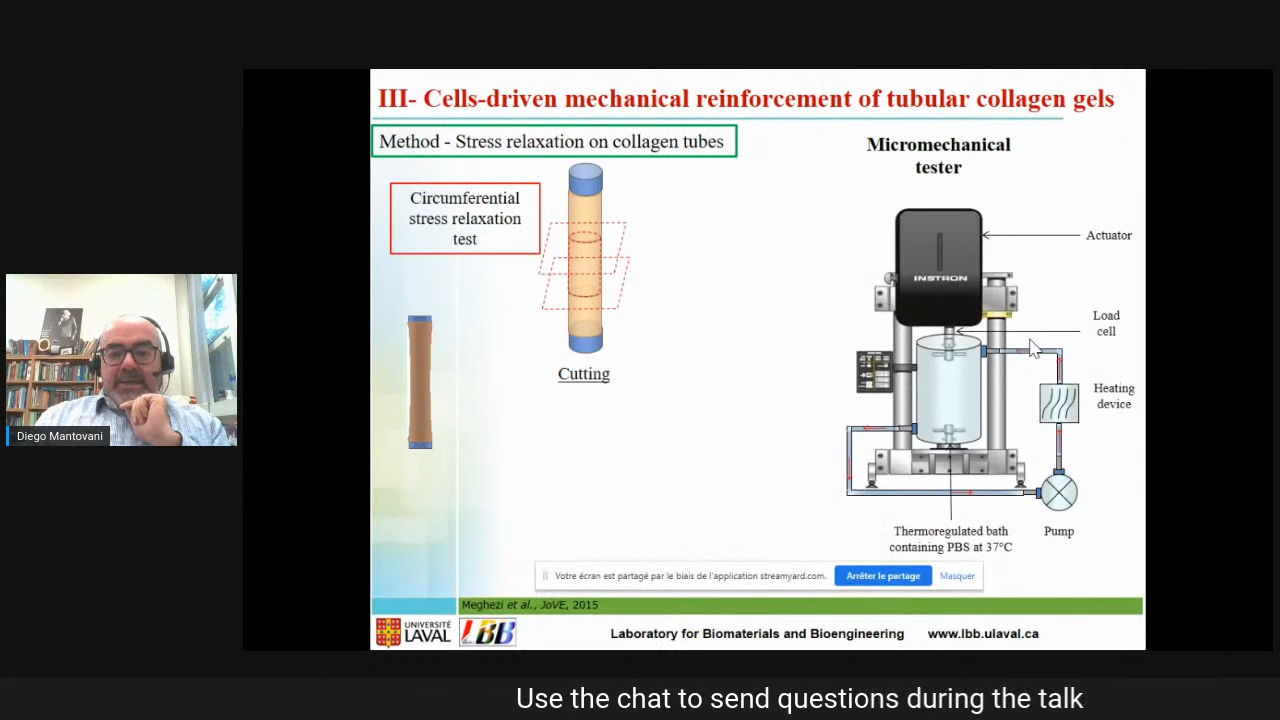 III- Cells-driven mechanical reinforcement of tubular collagen gels
Method - Stress relaxation on collagen tubes
Circumferential
stress relaxation
test
Cutting
Micromechanical
tester
INSTRON
Actuator
Load
cell
Heating
device
Thermoregulated bath
containing PBS at 37°C
Pump
Diego Mantovani
Votre écran est partagé par le biais de l'application streamyard.com.
Arrêter le partage
Masquer
Meghezi et al., JoVE, 2015
UNIVERSITÉ
LAVAL
LBB
Laboratory for Biomaterials and Bioengineering
www.lbb.ulaval.ca
Use the chat to send questions during the talk